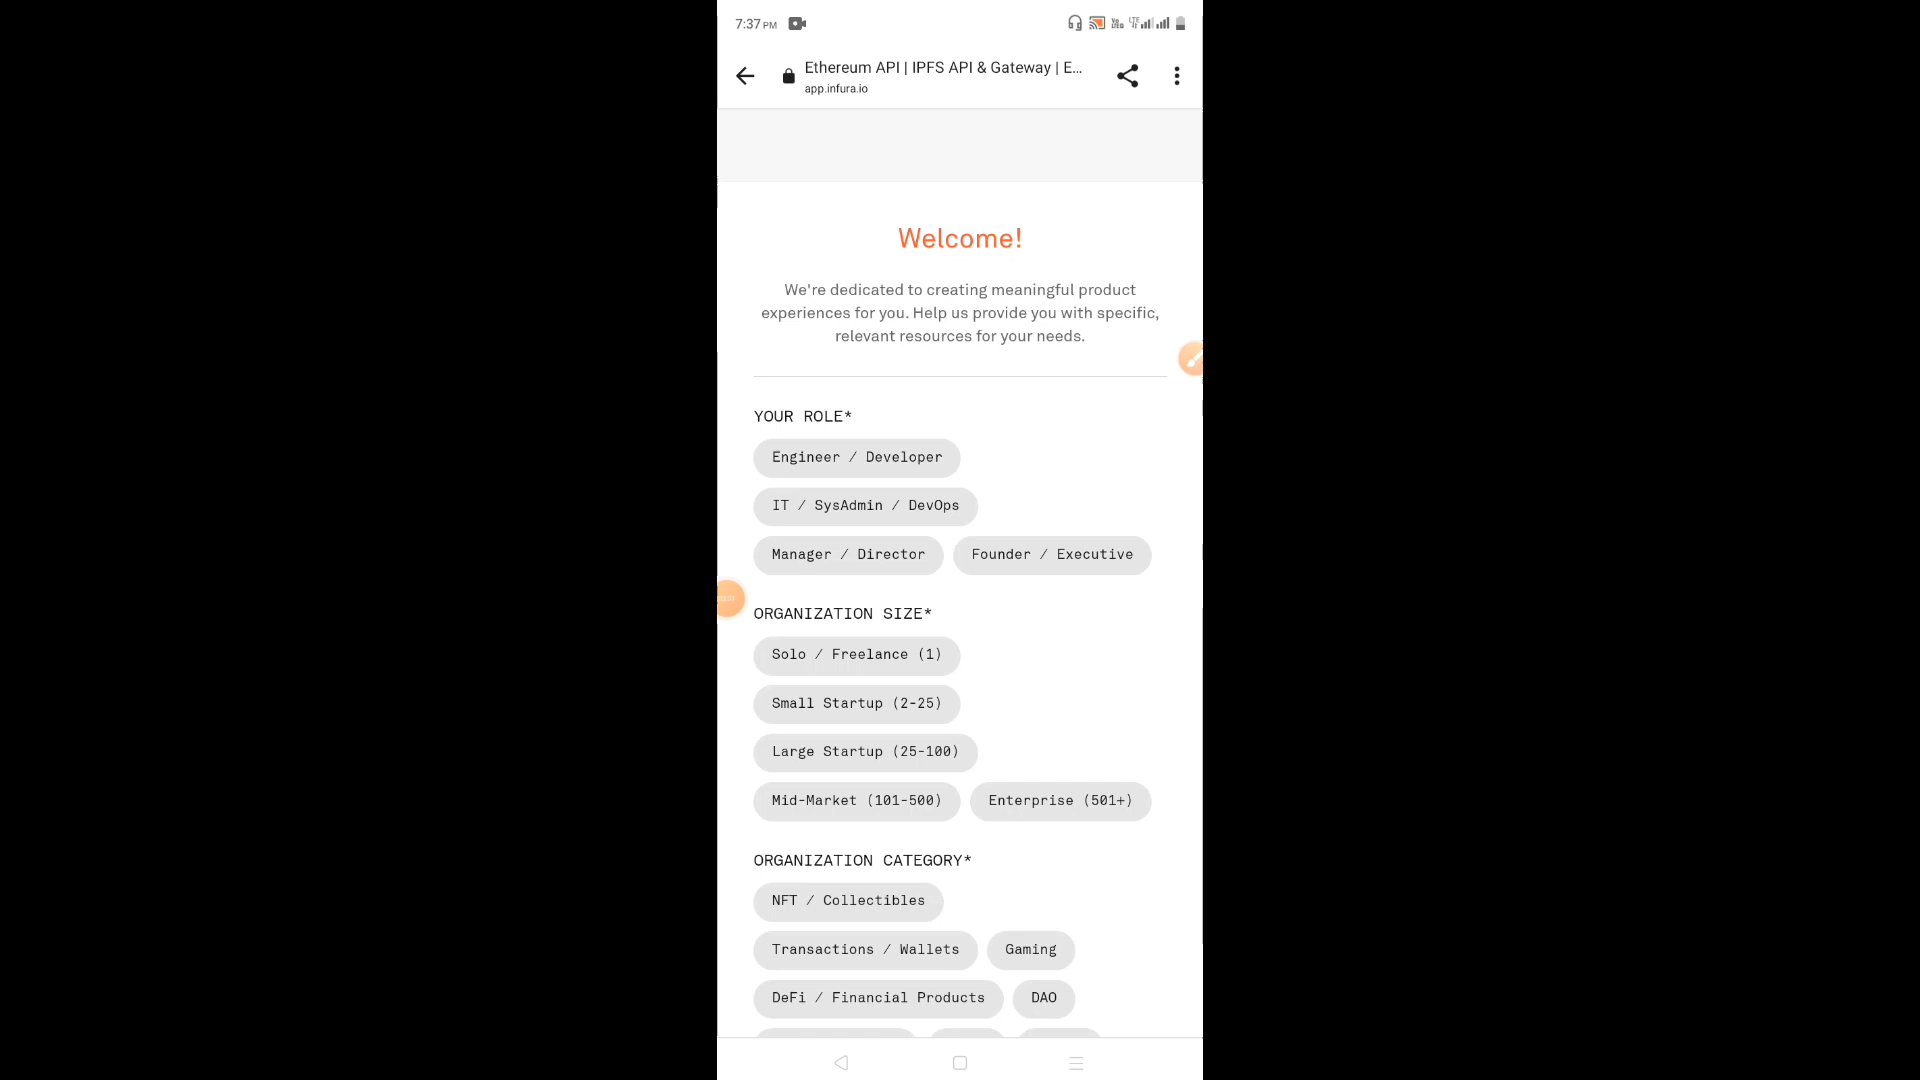 7:37 PM
Ethereum API | IPFS API & Gateway | E...
app.infura.io
Welcome!
We're dedicated to creating meaningful product
experiences for you. Help us provide you with specific,
relevant resources for your needs.
YOUR ROLE*
Engineer / Developer
IT / SysAdmin / DevOps
Manager / Director Founder / Executive
ORGANIZATION SIZE*
Solo / Freelance (1)
Small Startup (2-25)
Large Startup (25-100)
Mid-Market (101-500) Enterprise (501+)
ORGANIZATION CATEGORY*
NFT / Collectibles
Transactions / Wallets Gaming
DeFi / Financial Products DAO